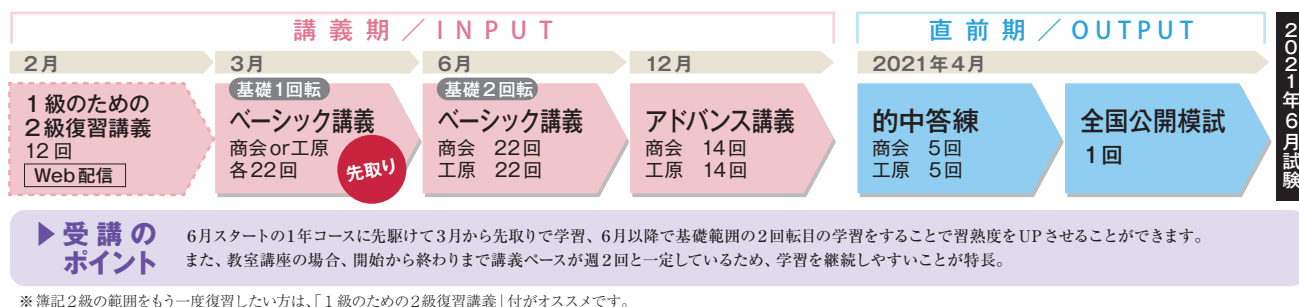 講義期／INPUT
直前期／OUTPUT
2月
3月
6月
12月
2021年4月
1級のための
2級復習講義
12回
Web配信
基礎1回転
ベーシック講義
商会or工原
各22回
先取り
基礎2回転
ベーシック講義
商会 22回
工原 22回
アドバンス講義
商会 14回
工原 14回
的中答練
商会 5回
工原 5回
全国公開模試
1回
2021年6月試験
▶受講の
ポイント
6月スタートの1年コースに先駆けて3月から先取りで学習、6月以降で基礎範囲の2回転目の学習をすることで習熟度をUPさせることができます。
また、教室講座の場合、開始から終わりまで講義ペースが週2回と一定しているため、学習を継続しやすいことが特長。
※簿記2級の範囲をもう一度復習したい方は、「1級のための2級復習講義」付がオススメです。